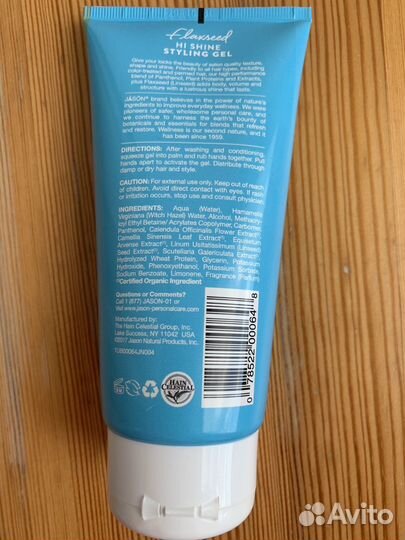 Flaxseed
HI SHINE
STYLING GEL
Give your locks the beauty of salon quality texture,
shape and shine. Friendly to all hair types, including
color-treated and permed hair, our high performance
blend of Panthenol, Plant Proteins and Extracts,
plus Flaxseed (Linseed) adds body, volume and
structure with a lustrous shine that lasts.
JĀSÖN® brand believes in the power of nature's
ingredients to improve everyday wellness. We were
pioneers of safer, wholesome personal care, and
we continue to harness the earth's bounty of
botanicals and essentials for blends that refresh
and restore. Wellness is our second nature, and it
has been since 1959.
DIRECTIONS: After washing and conditioning,
squeeze gel into palm and rub hands together. Pull
hands apart to activate the gel. Distribute through
damp or dry hair and style.
CAUTION: For external use only. Keep out of reach
of children. Avoid direct contact with eyes. If rash
or irritation occurs, stop use and consult physician.
INGREDIENTS: Aqua (Water), Hamamelis
Virginiana (Witch Hazel) Water, Alcohol, Methacry-
loyl Ethyl Betaine/ Acrylates Copolymer, Carbomer,
Panthenol, Calendula Officinalis Flower Extract,
Camellia Sinensis Leaf Extract, Equisetum
Arvense Extract, Linum Usitatissimum (Linseed)
Seed Extract, Scutellaria Galericulata Extract,
Hydrolyzed Wheat Protein, Glycerin, Potassium
Hydroxide, Phenoxyethanol, Potassium Sorbate,
Sodium Benzoate, Limonene, Fragrance (Parfum)
Certified Organic Ingredient
Questions or Comments?
Call 1 (877) JASON-01 or
Visit www.jason-personalcare.com
Manufactured by:
The Hain Celestial Group, Inc.
Lake Success, NY 11042 USA
©2017 Jason Natural Products, Inc.
TUB00064JN004
HAIN
CELESTIAL
0 78522 00064 8
Avito